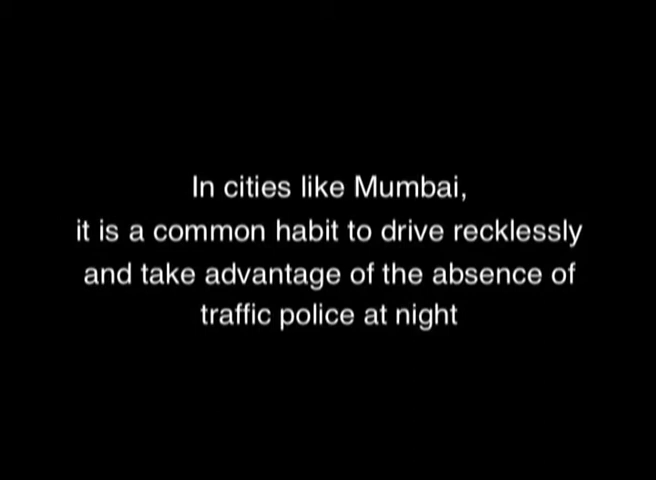 In cities like Mumbai,
it is a common habit to drive recklessly
and take advantage of the absence of
traffic police at night